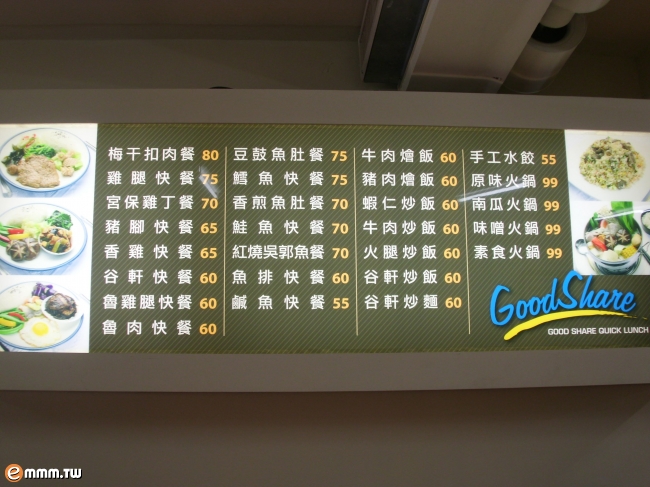 梅干扣肉餐 80
雞腿快餐 75
宮保雞丁餐 70
豬腳快餐 65
香雞快餐 65
谷軒快餐 60
魯雞腿快餐 60
魯肉快餐 60
豆鼓魚肚餐 75
鱈魚快餐 75
香煎魚肚餐 70
鮭魚快餐 70
紅燒吳郭魚餐 70
魚排快餐 60
鹹魚快餐 55
牛肉燴飯 60
豬肉燴飯 60
蝦仁炒飯 60
牛肉炒飯 60
火腿炒飯 60
谷軒炒飯 60
谷軒炒麵 60
手工水餃 55
原味火鍋 99
南瓜火鍋 99
味噌火鍋 99
素食火鍋 99
GoodShare
GOOD SHARE QUICK LUNCH
emmm.tw